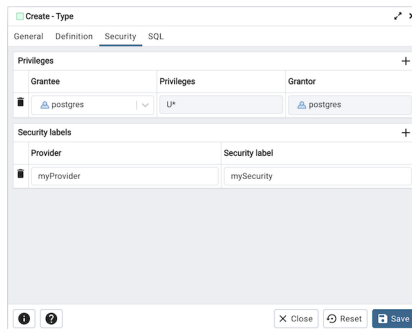 Create - Type
General Definition Security SQL
Privileges
Grantee Privileges Grantor
postgres U* postgres
Security labels
Provider Security label
myProvider mySecurity
Close Reset Save